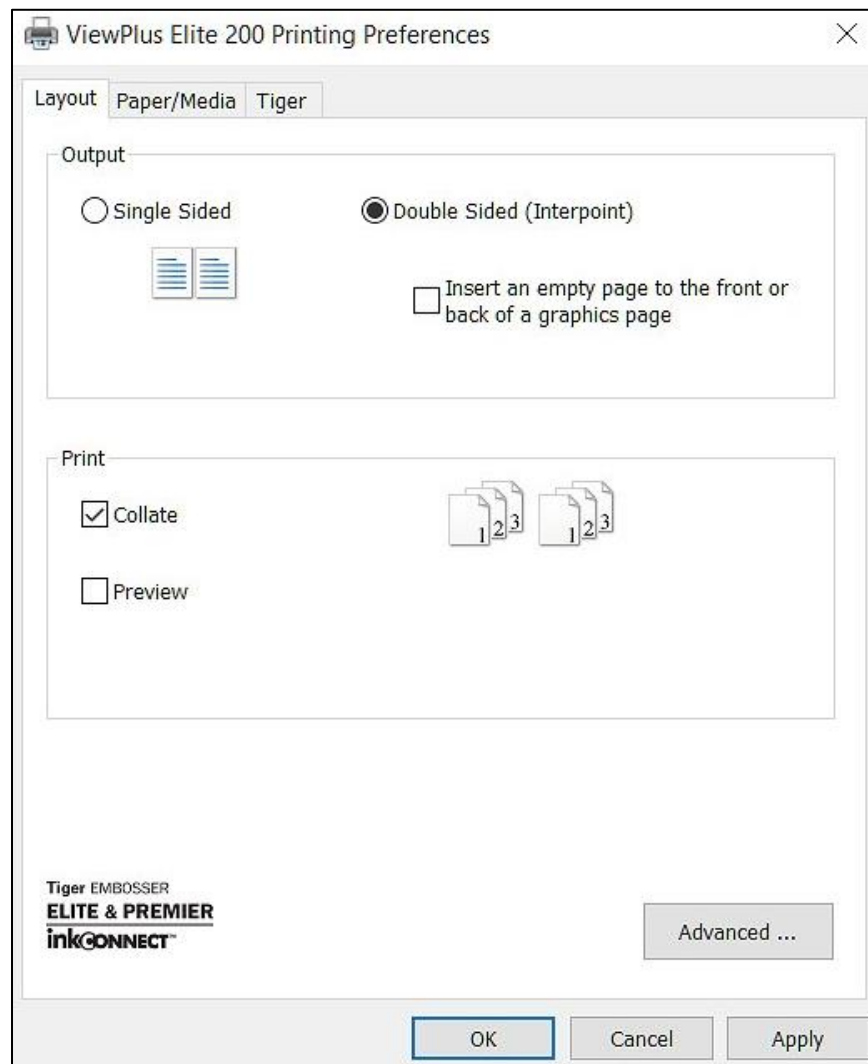 ViewPlus Elite 200 Printing Preferences
Layout Paper/Media Tiger
Output
Single Sided Double Sided (Interpoint)
Insert an empty page to the front or
back of a graphics page
Print
Collate
1 2 3 1 2 3
Preview
Tiger EMBOSSER
ELITE & PREMIER
inkCONNECT™
Advanced ...
OK Cancel Apply